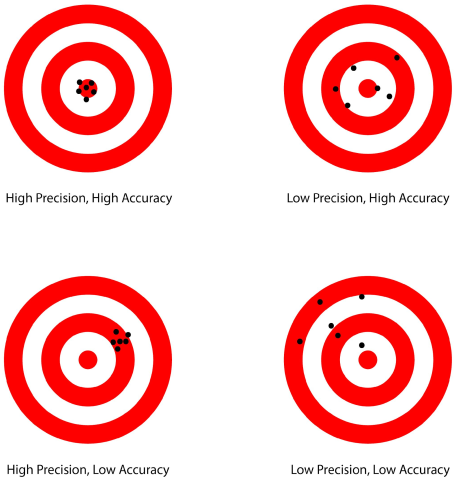 High Precision, High Accuracy
Low Precision, High Accuracy
High Precision, Low Accuracy
Low Precision, Low Accuracy